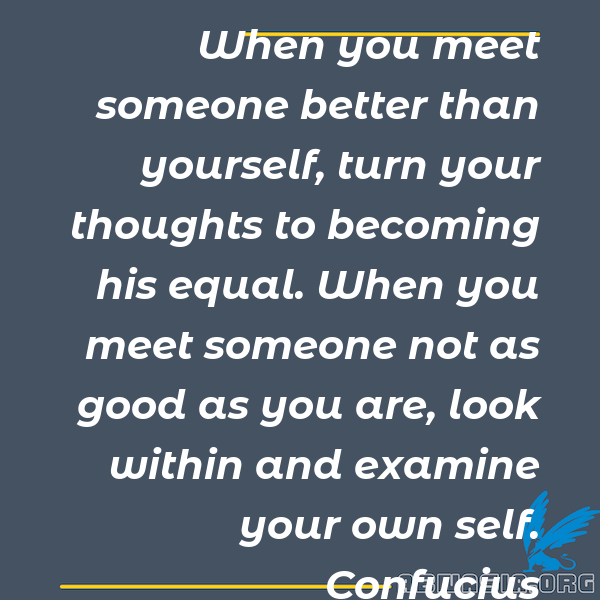 When you meet
someone better than
yourself, turn your
thoughts to becoming
his equal. When you
meet someone not as
good as you are, look
within and examine
your own self.
Confucius